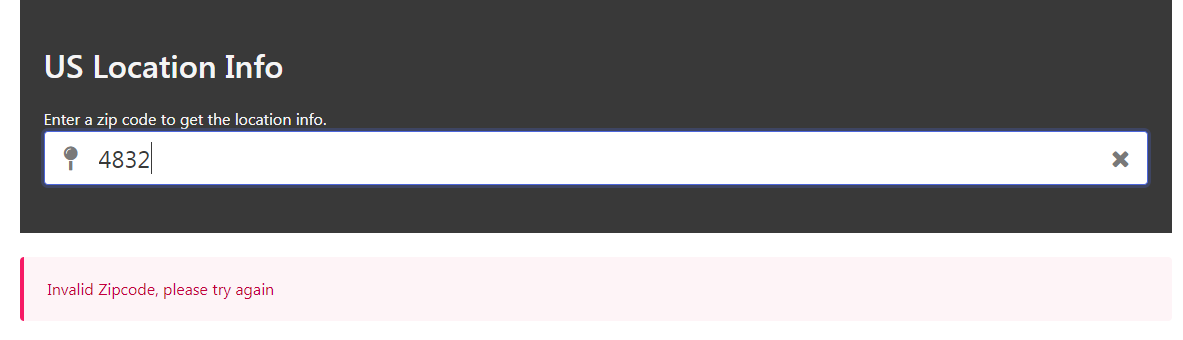 US Location Info
Enter a zip code to get the location info.
4832
Invalid Zipcode, please try again